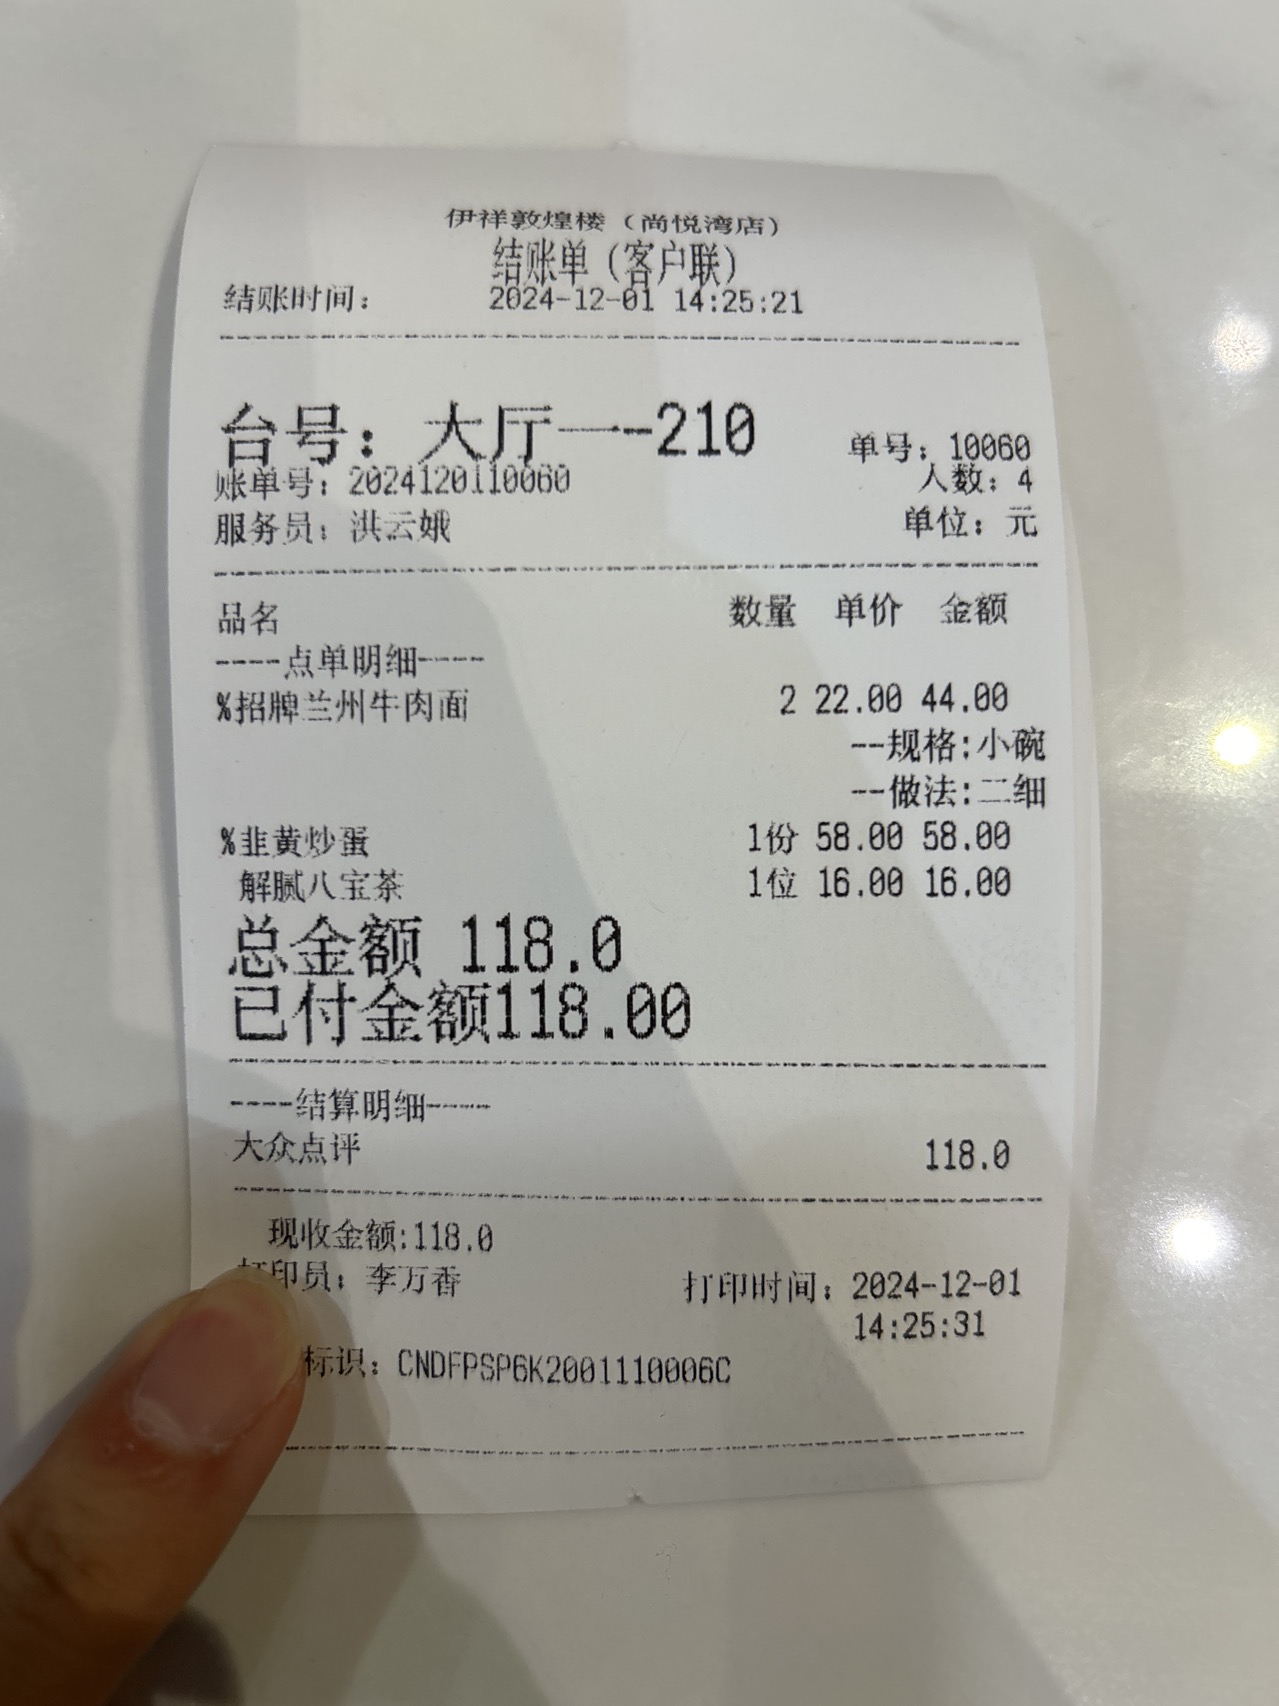 伊祥敦煌楼（尚悦湾店）
结账单（客户联）
结账时间： 2024-12-01 14:25:21
台号：大厅一-210 单号：10060
账单号：2024120110060 人数：4
服务员：洪云娥 单位：元
品名 数量 单价 金额
----点单明细----
%招牌兰州牛肉面 2 22.00 44.00
--规格:小碗
--做法:二细
%韭黄炒蛋 1份 58.00 58.00
解腻八宝茶 1位 16.00 16.00
总金额 118.0
已付金额118.00
----结算明细----
大众点评 118.0
现收金额:118.0
打印员：李万香 打印时间：2024-12-01
14:25:31
标识：CNDFPSP6K2001110006C